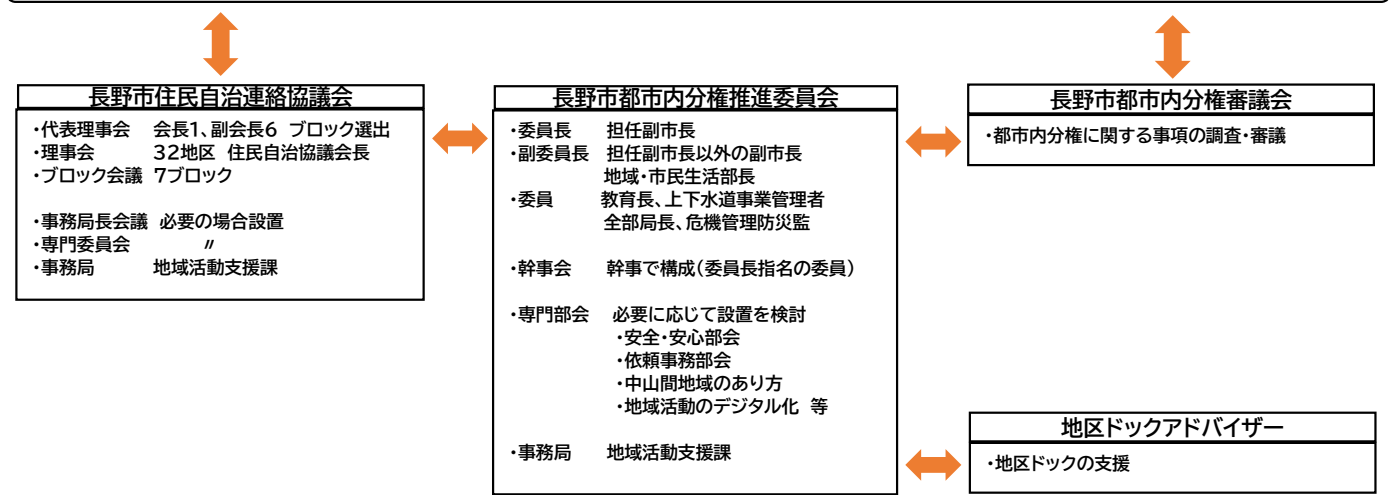 長野市住民自治連絡協議会
・代表理事会 会長1、副会長6 ブロック選出
・理事会 32地区 住民自治協議会長
・ブロック会議 7ブロック
・事務局長会議 必要の場合設置
・専門委員会 〃
・事務局 地域活動支援課
長野市都市内分権推進委員会
・委員長 担任副市長
・副委員長 担任副市長以外の副市長
地域・市民生活部長
・委員 教育長、上下水道事業管理者
全部局長、危機管理防災監
・幹事会 幹事で構成(委員長指名の委員)
・専門部会 必要に応じて設置を検討
・安全・安心部会
・依頼事務部会
・中山間地域のあり方
・地域活動のデジタル化 等
・事務局 地域活動支援課
長野市都市内分権審議会
・都市内分権に関する事項の調査・審議
地区ドックアドバイザー
・地区ドックの支援